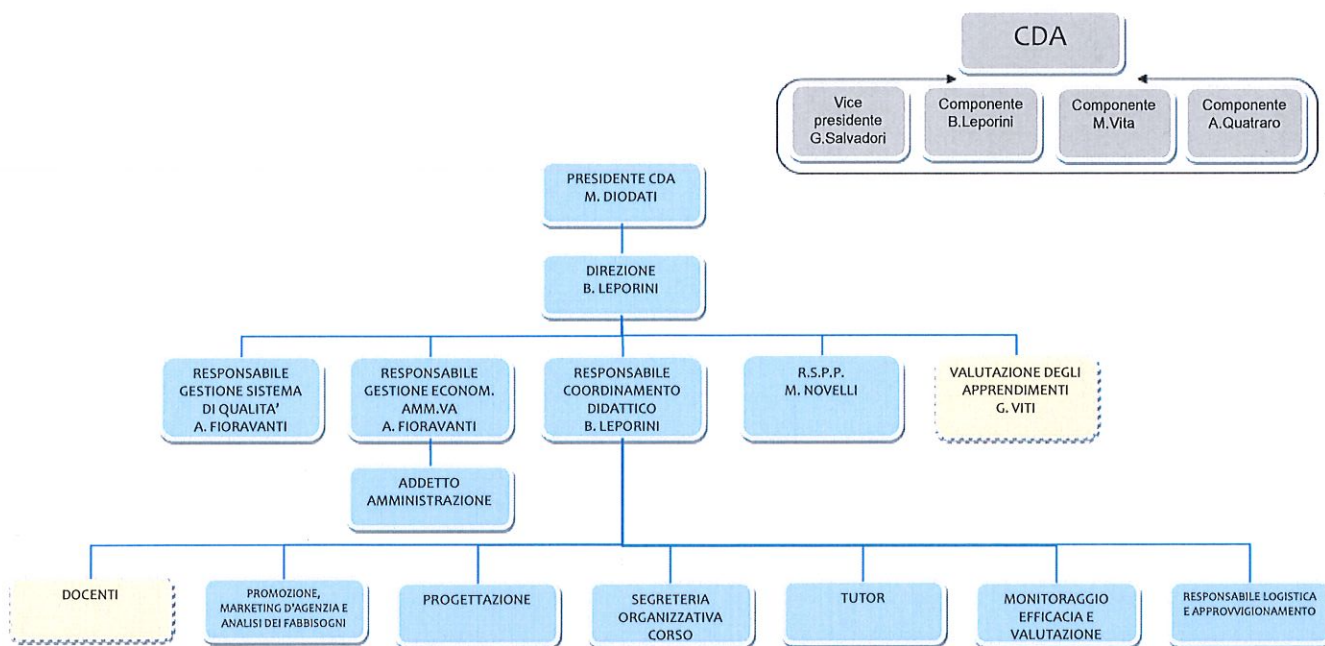 CDA
Vice
presidente
G.Salvadori
Componente
B.Leporini
Componente
M.Vita
Componente
A.Quatraro
PRESIDENTE CDA
M. DIODATI
DIREZIONE
B. LEPORINI
RESPONSABILE
GESTIONE SISTEMA
DI QUALITA'
A. FIORAVANTI
RESPONSABILE
GESTIONE ECONOM.
AMM.VA
A. FIORAVANTI
RESPONSABILE
COORDINAMENTO
DIDATTICO
B. LEPORINI
R.S.P.P.
M. NOVELLI
VALUTAZIONE DEGLI
APPRENDIMENTI
G. VITI
ADDETTO
AMMINISTRAZIONE
DOCENTI
PROMOZIONE,
MARKETING D'AGENZIA E
ANALISI DEI FABBISOGNI
PROGETTAZIONE
SEGRETERIA
ORGANIZZATIVA
CORSO
TUTOR
MONITORAGGIO
EFFICACIA E
VALUTAZIONE
RESPONSABILE LOGISTICA
E APPROVVIGIONAMENTO